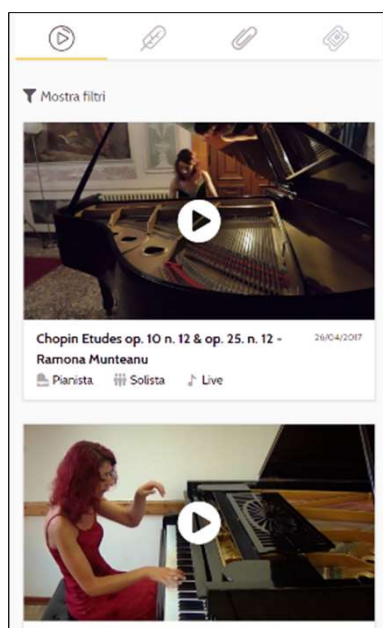 Mostra filtri
Chopin Etudes op. 10 n. 12 & op. 25. n. 12 - 26/04/2017
Ramona Munteanu
Pianista Solista Live